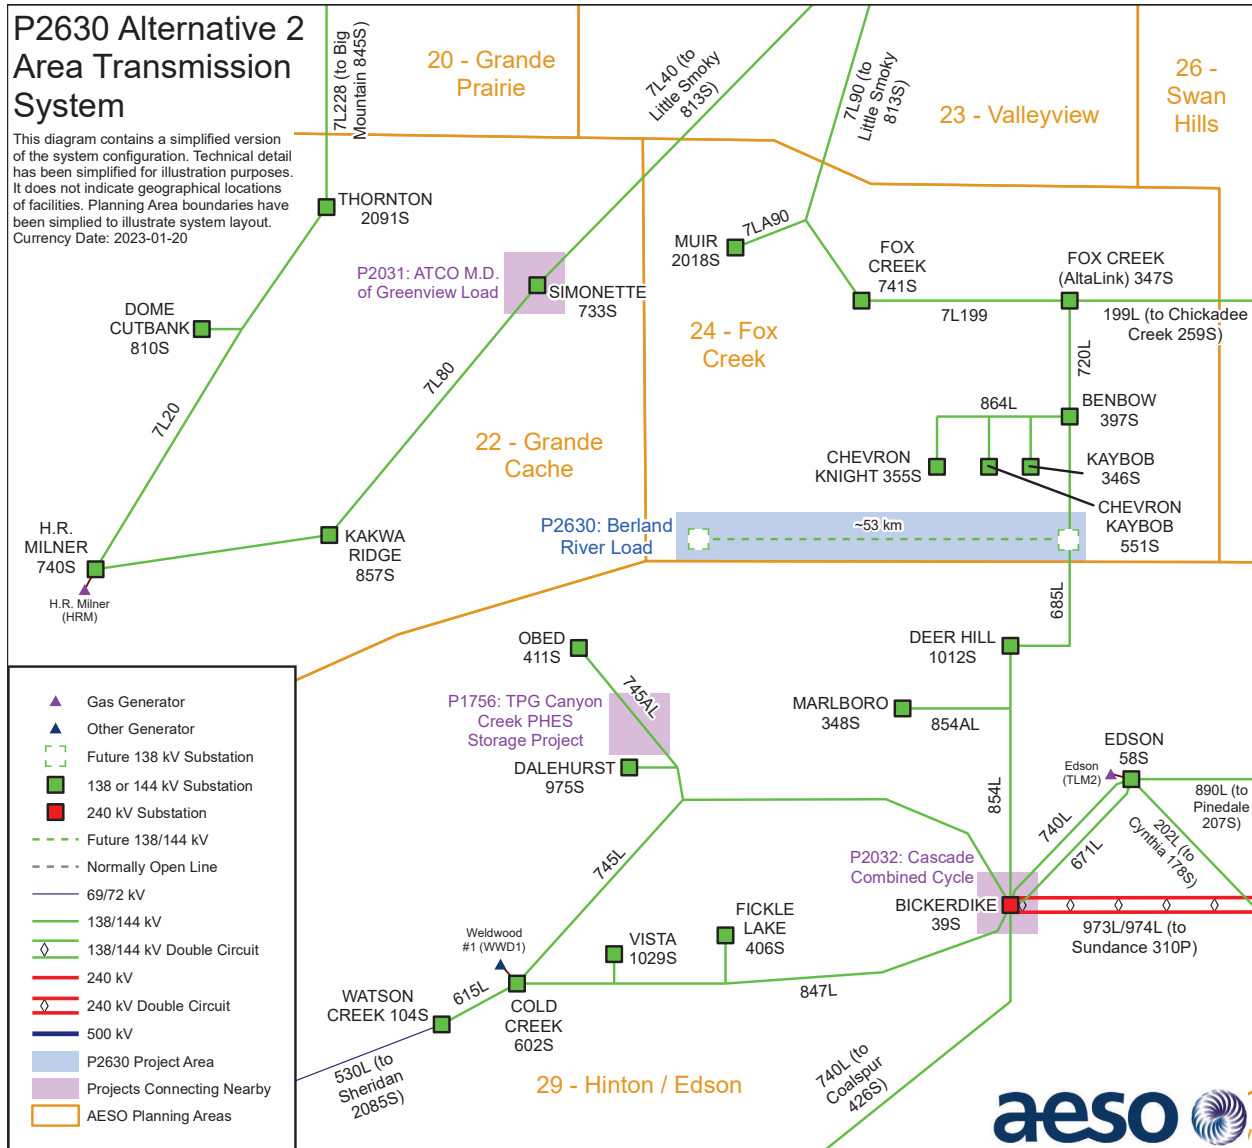 P2630 Alternative 2
Area Transmission
System
This diagram contains a simplified version
of the system configuration. Technical detail
has been simplified for illustration purposes.
It does not indicate geographical locations
of facilities. Planning Area boundaries have
been simplied to illustrate system layout.
Currency Date: 2023-01-20
7L228 (to Big
Mountain 845S)
20 - Grande
Prairie
7L40 (to
Little Smoky
813S)
7L90 (to
Little Smoky
813S)
23 - Valleyview
26 -
Swan
Hills
THORNTON
2091S
MUIR
2018S
7LA90
FOX
CREEK
741S
FOX CREEK
(AltaLink) 347S
P2031: ATCO M.D.
of Greenview Load
SIMONETTE
733S
7L199
199L (to Chickadee
Creek 259S)
DOME
CUTBANK
810S
24 - Fox
Creek
720L
7L80
7L20
864L
BENBOW
397S
22 - Grande
Cache
CHEVRON
KNIGHT 355S
KAYBOB
346S
CHEVRON
KAYBOB
551S
H.R.
MILNER
740S
KAKWA
RIDGE
857S
P2630: Berland
River Load
~53 km
H.R. Milner
(HRM)
685L
OBED
411S
DEER HILL
1012S
745AL
P1756: TPG Canyon
Creek PHES
Storage Project
MARLBORO
348S
854AL
DALEHURST
975S
EDSON
58S
Edson
(TLM2)
890L (to
Pinedale
207S)
854L
740L
671L
202L (to
Cynthia 178S)
745L
P2032: Cascade
Combined Cycle
BICKERDIKE
39S
973L/974L (to
Sundance 310P)
Weldwood
#1 (WWD1)
VISTA
1029S
FICKLE
LAKE
406S
847L
WATSON
CREEK 104S
615L
COLD
CREEK
602S
530L (to
Sheridan
2085S)
29 - Hinton / Edson
740L (to
Coalspur
426S)
Gas Generator
Other Generator
Future 138 kV Substation
138 or 144 kV Substation
240 kV Substation
Future 138/144 kV
Normally Open Line
69/72 kV
138/144 kV
138/144 kV Double Circuit
240 kV
240 kV Double Circuit
500 kV
P2630 Project Area
Projects Connecting Nearby
AESO Planning Areas
aeso